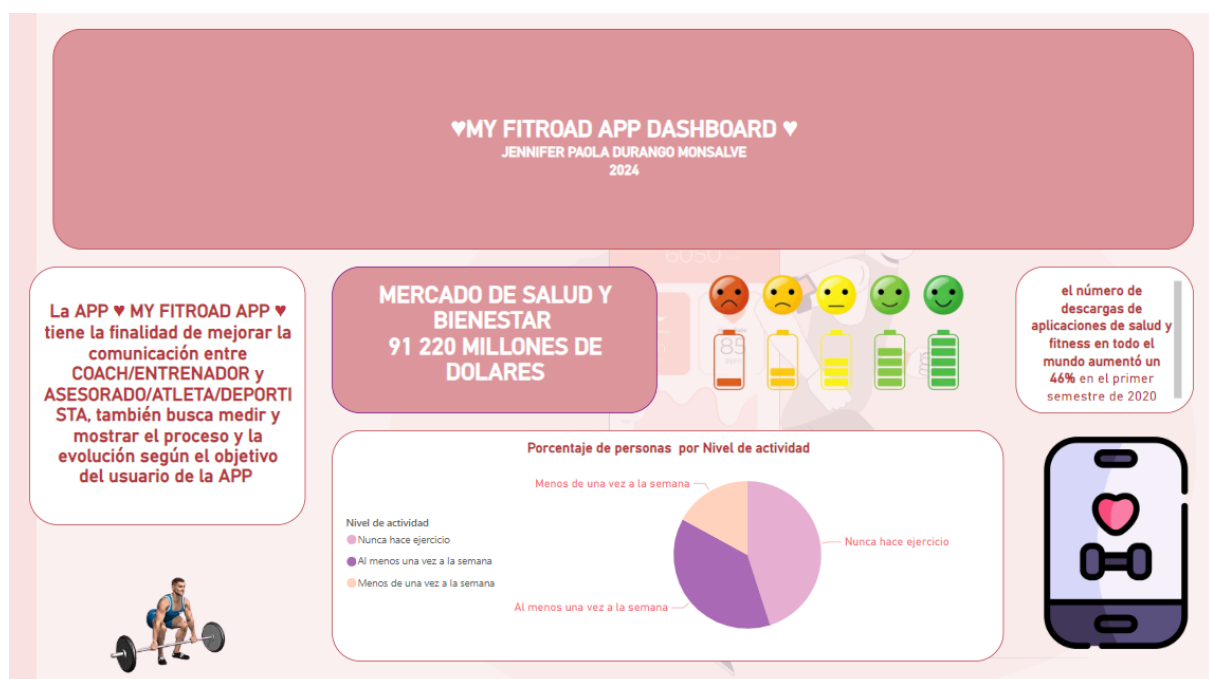 ♥MY FITROAD APP DASHBOARD ♥
JENNIFER PAOLA DURANGO MONSALVE
2024
La APP ♥ MY FITROAD APP ♥
tiene la finalidad de mejorar la
comunicación entre
COACH/ENTRENADOR y
ASESORADO/ATLETA/DEPORTI
STA, también busca medir y
mostrar el proceso y la
evolución según el objetivo
del usuario de la APP
MERCADO DE SALUD Y
BIENESTAR
91 220 MILLONES DE
DOLARES
6050
85
el número de
descargas de
aplicaciones de salud y
fitness en todo el
mundo aumentó un
46% en el primer
semestre de 2020
Porcentaje de personas por Nivel de actividad
Nivel de actividad
Nunca hace ejercicio
Al menos una vez a la semana
Menos de una vez a la semana
Menos de una vez a la semana
Nunca hace ejercicio
Al menos una vez a la semana